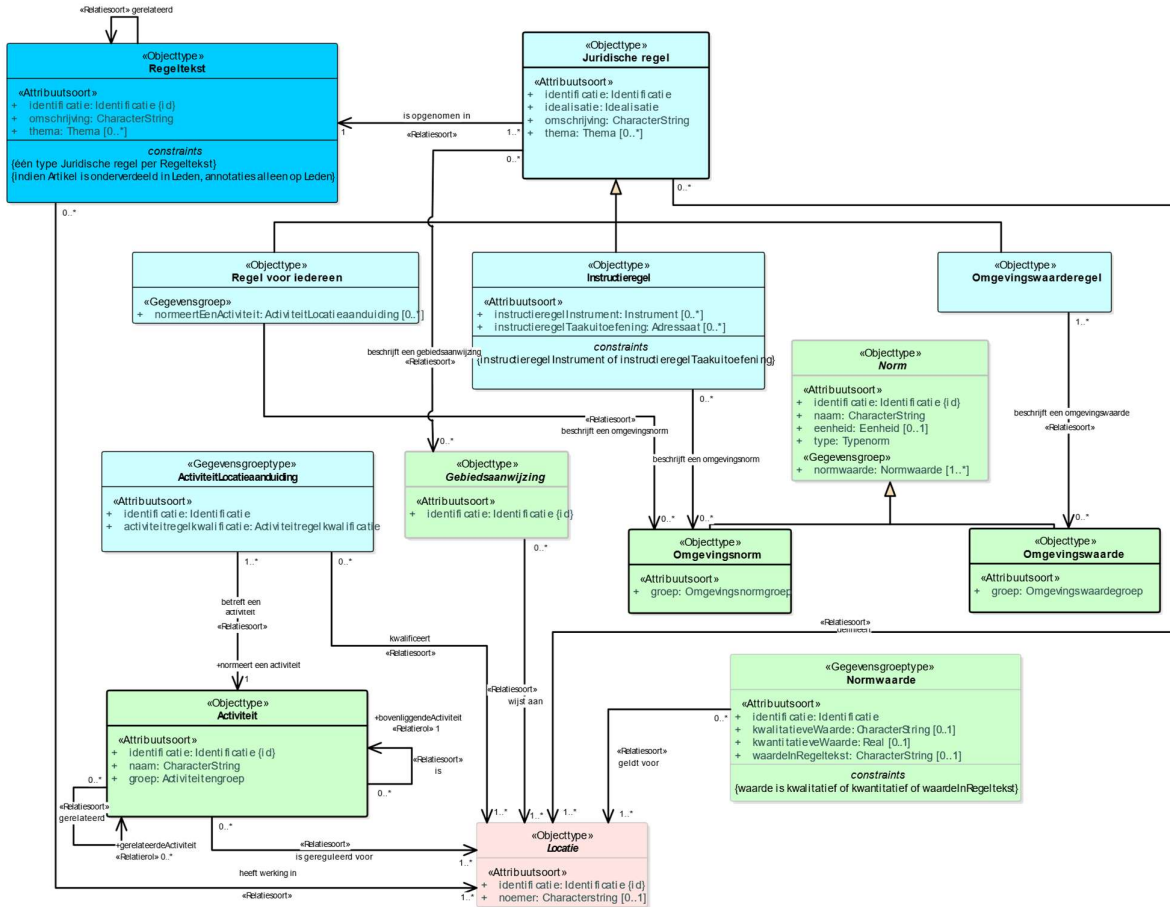 «Relatiesoort» gerelateerd
«Objecttype»
Regeltekst
«Attribuutsoort»
+ identificatie: Identificatie {id}
+ omschrijving: CharacterString
+ thema: Thema [0..*]
constraints
{één type Juridische regel per Regeltekst}
{indien Artikel is onderverdeeld in Leden, annotaties alleen op Leden}
0..*
«Objecttype»
Juridische regel
«Attribuutsoort»
+ identificatie: Identificatie
+ idealisatie: Idealisatie
+ omschrijving: CharacterString
+ thema: Thema [0..*]
is opgenomen in
1
1..*
«Relatiesoort»
0..*
0..*
«Objecttype»
Regel voor iedereen
«Gegevensgroep»
+ normeertEenActiviteit: ActiviteitLocatieaanduiding [0..*]
«Objecttype»
Instructieregel
«Attribuutsoort»
+ instructieregelInstrument: Instrument [0..*]
+ instructieregelTaakuitoefening: Adressaat [0..*]
constraints
{instructieregelInstrument of instructieregelTaakuitoefening}
0..*
«Objecttype»
Omgevingswaarderegel
1..*
beschrijft een gebiedsaanwijzing
«Relatiesoort»
0..*
«Objecttype»
Norm
«Attribuutsoort»
+ identificatie: Identificatie {id}
+ naam: CharacterString
+ eenheid: Eenheid [0..1]
+ type: Typenorm
«Gegevensgroep»
+ normwaarde: Normwaarde [1..*]
beschrijft een omgevingswaarde
«Relatiesoort»
0..*
«Relatiesoort»
beschrijft een omgevingsnorm
beschrijft een omgevingsnorm
0..*
0..*
«Gegevensgroeptype»
ActiviteitLocatieaanduiding
«Attribuutsoort»
+ identificatie: Identificatie
+ activiteitregelkwalificatie: Activiteitregelkwalificatie
1..*
0..*
«Objecttype»
Gebiedsaanwijzing
«Attribuutsoort»
+ identificatie: Identificatie {id}
0..*
«Objecttype»
Omgevingsnorm
«Attribuutsoort»
+ groep: Omgevingsnormgroep
«Objecttype»
Omgevingswaarde
«Attribuutsoort»
+ groep: Omgevingswaardegroep
betreft een
activiteit
«Relatiesoort»
+normeert een activiteit
1
kwalificeert
«Relatiesoort»
«Relatiesoort»
wijst aan
«Relatiesoort»
definieert
«Gegevensgroeptype»
Normwaarde
«Attribuutsoort»
+ identificatie: Identificatie
+ kwalitatieveWaarde: CharacterString [0..1]
+ kwantitatieveWaarde: Real [0..1]
+ waardeInRegeltekst: CharacterString [0..1]
constraints
{waarde is kwalitatief of kwantitatief of waardeInRegeltekst}
0..*
«Relatiesoort»
geldt voor
«Objecttype»
Activiteit
«Attribuutsoort»
+ identificatie: Identificatie {id}
+ naam: CharacterString
+ groep: Activiteitengroep
+bovenliggendeActiviteit
«Relatierol» 1
«Relatiesoort»
is
0..*
0..*
«Relatiesoort»
gerelateerd
+gerelateerdeActiviteit
«Relatierol» 0..*
0..*
«Relatiesoort»
is gereguleerd voor
1..*
heeft werking in
«Relatiesoort»
1..*
1..*
1..*
1..*
1..*
«Objecttype»
Locatie
«Attribuutsoort»
+ identificatie: Identificatie {id}
+ noemer: Characterstring [0..1]